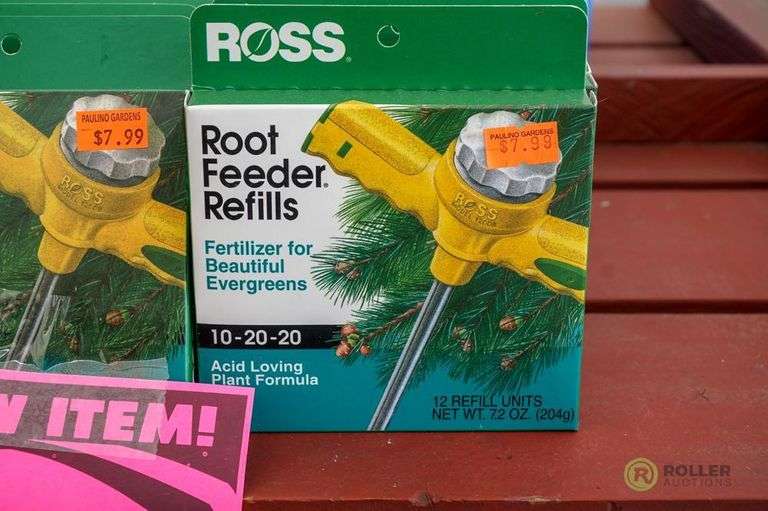 ROSS®
PAULINO GARDENS
$7.99
ROSS
PAULINO GARDENS
$7.99
ROSS
Root
Feeder®
Refills
Fertilizer for
Beautiful
Evergreens
10-20-20
Acid Loving
Plant Formula
12 REFILL UNITS
NET WT. 7.2 OZ. (204g)
ITEM!
R
ROLLER
AUCTIONS